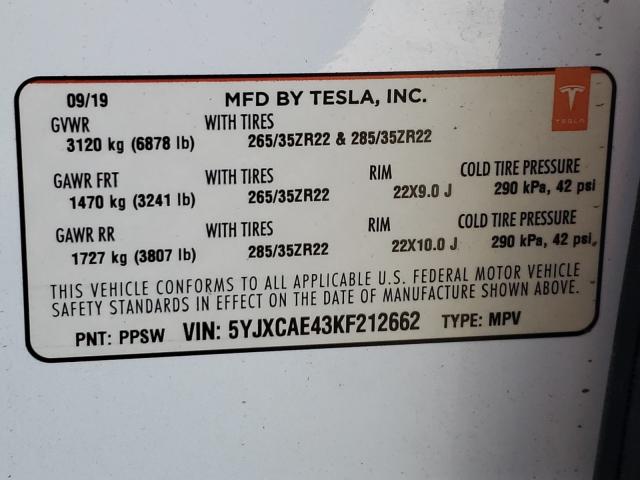 09/19 MFD BY TESLA, INC.
TESLA
GVWR WITH TIRES
3120 kg (6878 lb) 265/35ZR22 & 285/35ZR22
GAWR FRT WITH TIRES RIM COLD TIRE PRESSURE
1470 kg (3241 lb) 265/35ZR22 22X9.0 J 290 kPa, 42 psi
GAWR RR WITH TIRES RIM COLD TIRE PRESSURE
1727 kg (3807 lb) 285/35ZR22 22X10.0 J 290 kPa, 42 psi
THIS VEHICLE CONFORMS TO ALL APPLICABLE U.S. FEDERAL MOTOR VEHICLE
SAFETY STANDARDS IN EFFECT ON THE DATE OF MANUFACTURE SHOWN ABOVE.
PNT: PPSW VIN: 5YJXCAE43KF212662 TYPE: MPV